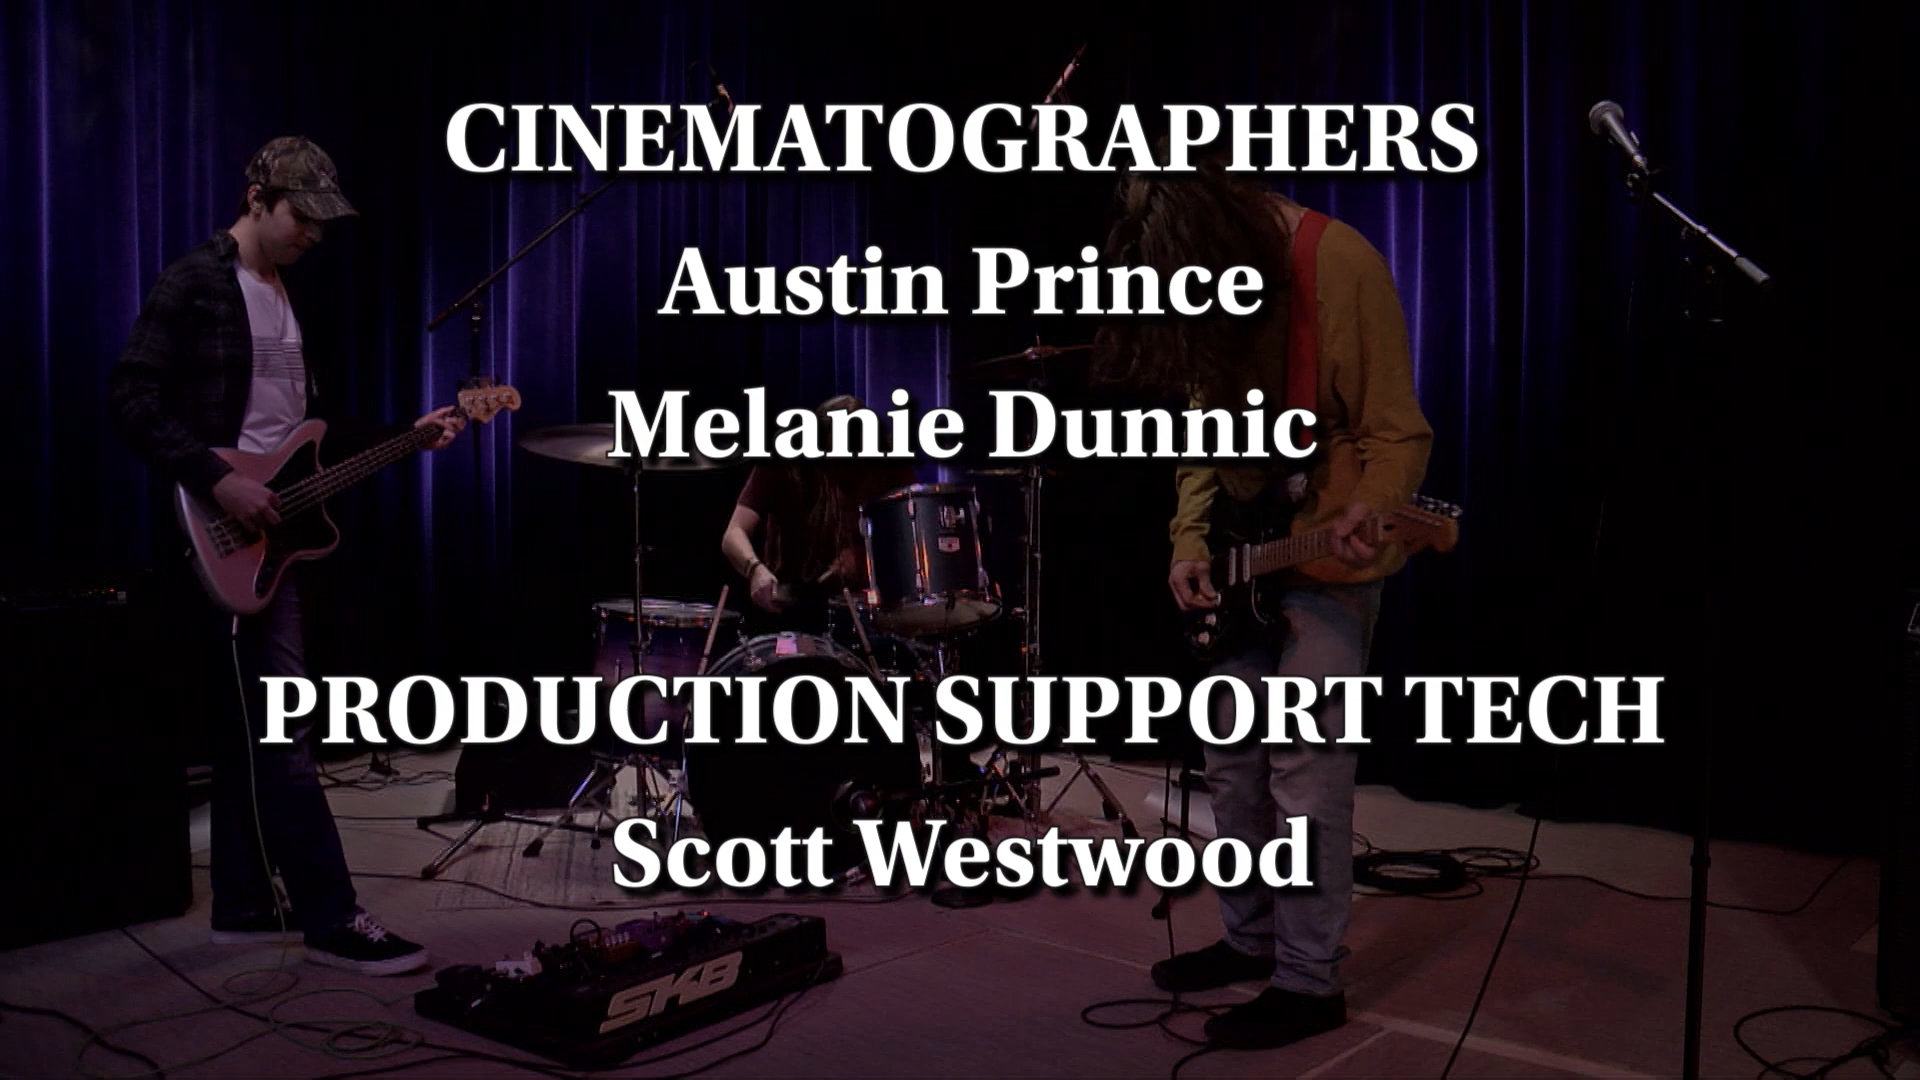 CINEMATOGRAPHERS
Austin Prince
Melanie Dunnic
PRODUCTION SUPPORT TECH
Scott Westwood
SKB